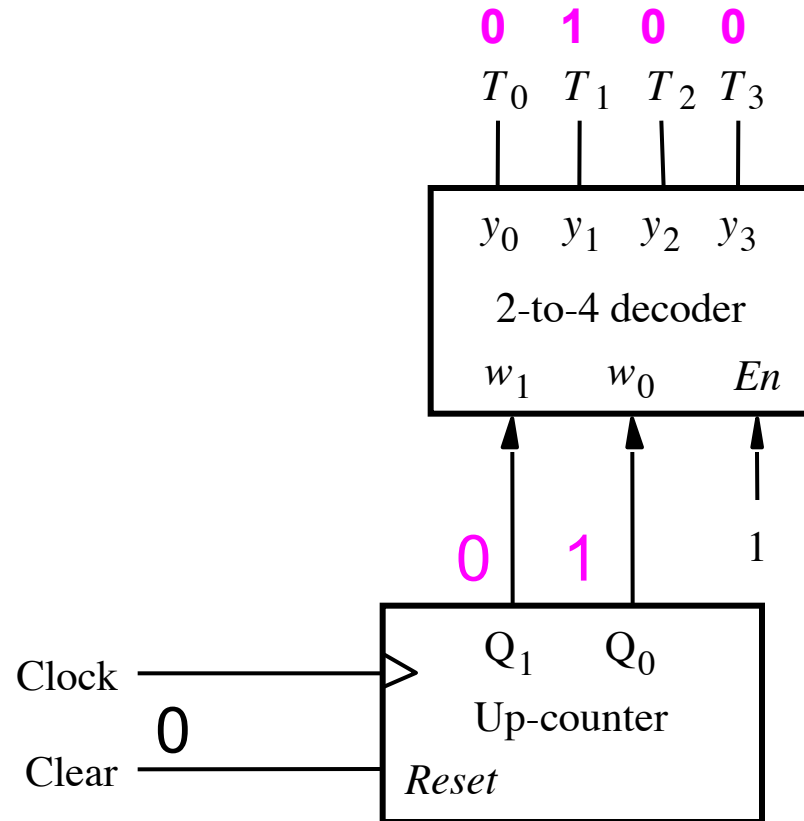 0 1 0 0
T0 T1 T2 T3
y0 y1 y2 y3
2-to-4 decoder
w1 w0 En
0 1 1
Q1 Q0
Clock
Up-counter
0
Clear
Reset